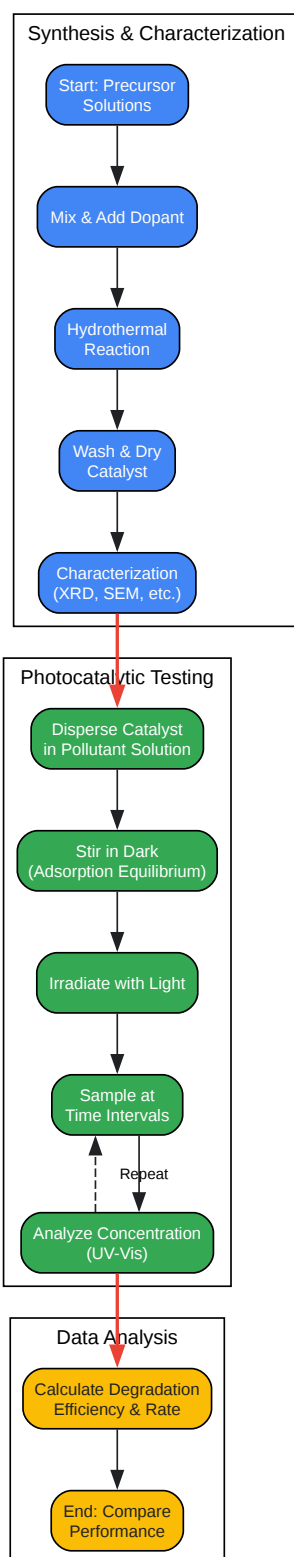 Synthesis & Characterization
Start: Precursor
Solutions
Mix & Add Dopant
Hydrothermal
Reaction
Wash & Dry
Catalyst
Characterization
(XRD, SEM, etc.)
Photocatalytic Testing
Disperse Catalyst
in Pollutant Solution
Stir in Dark
(Adsorption Equilibrium)
Irradiate with Light
Sample at
Time Intervals
Repeat
Analyze Concentration
(UV-Vis)
Data Analysis
Calculate Degradation
Efficiency & Rate
End: Compare
Performance